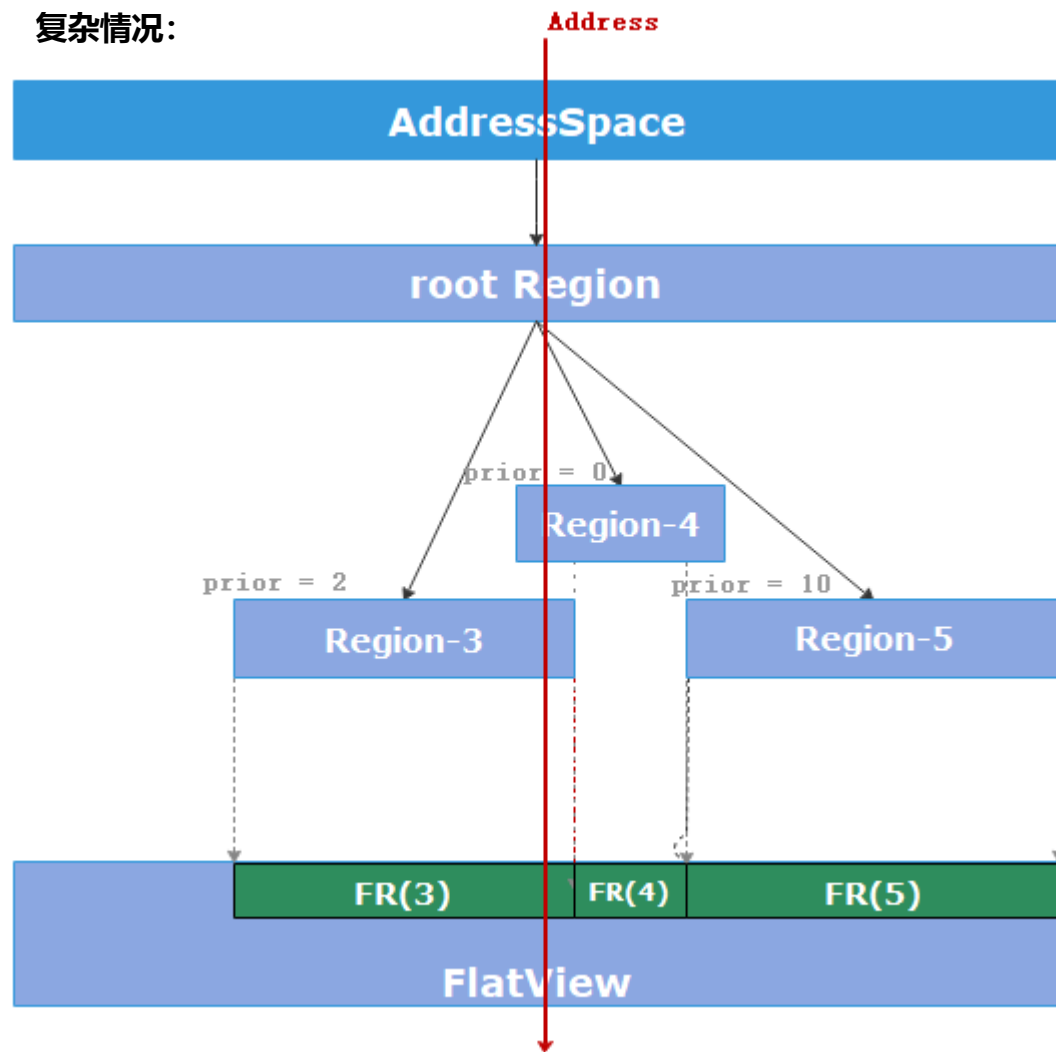 复杂情况：
Address
AddressSpace
root Region
prior = 0
Region-4
prior = 2
prior = 10
Region-3
Region-5
FR(3)
FR(4)
FR(5)
FlatView